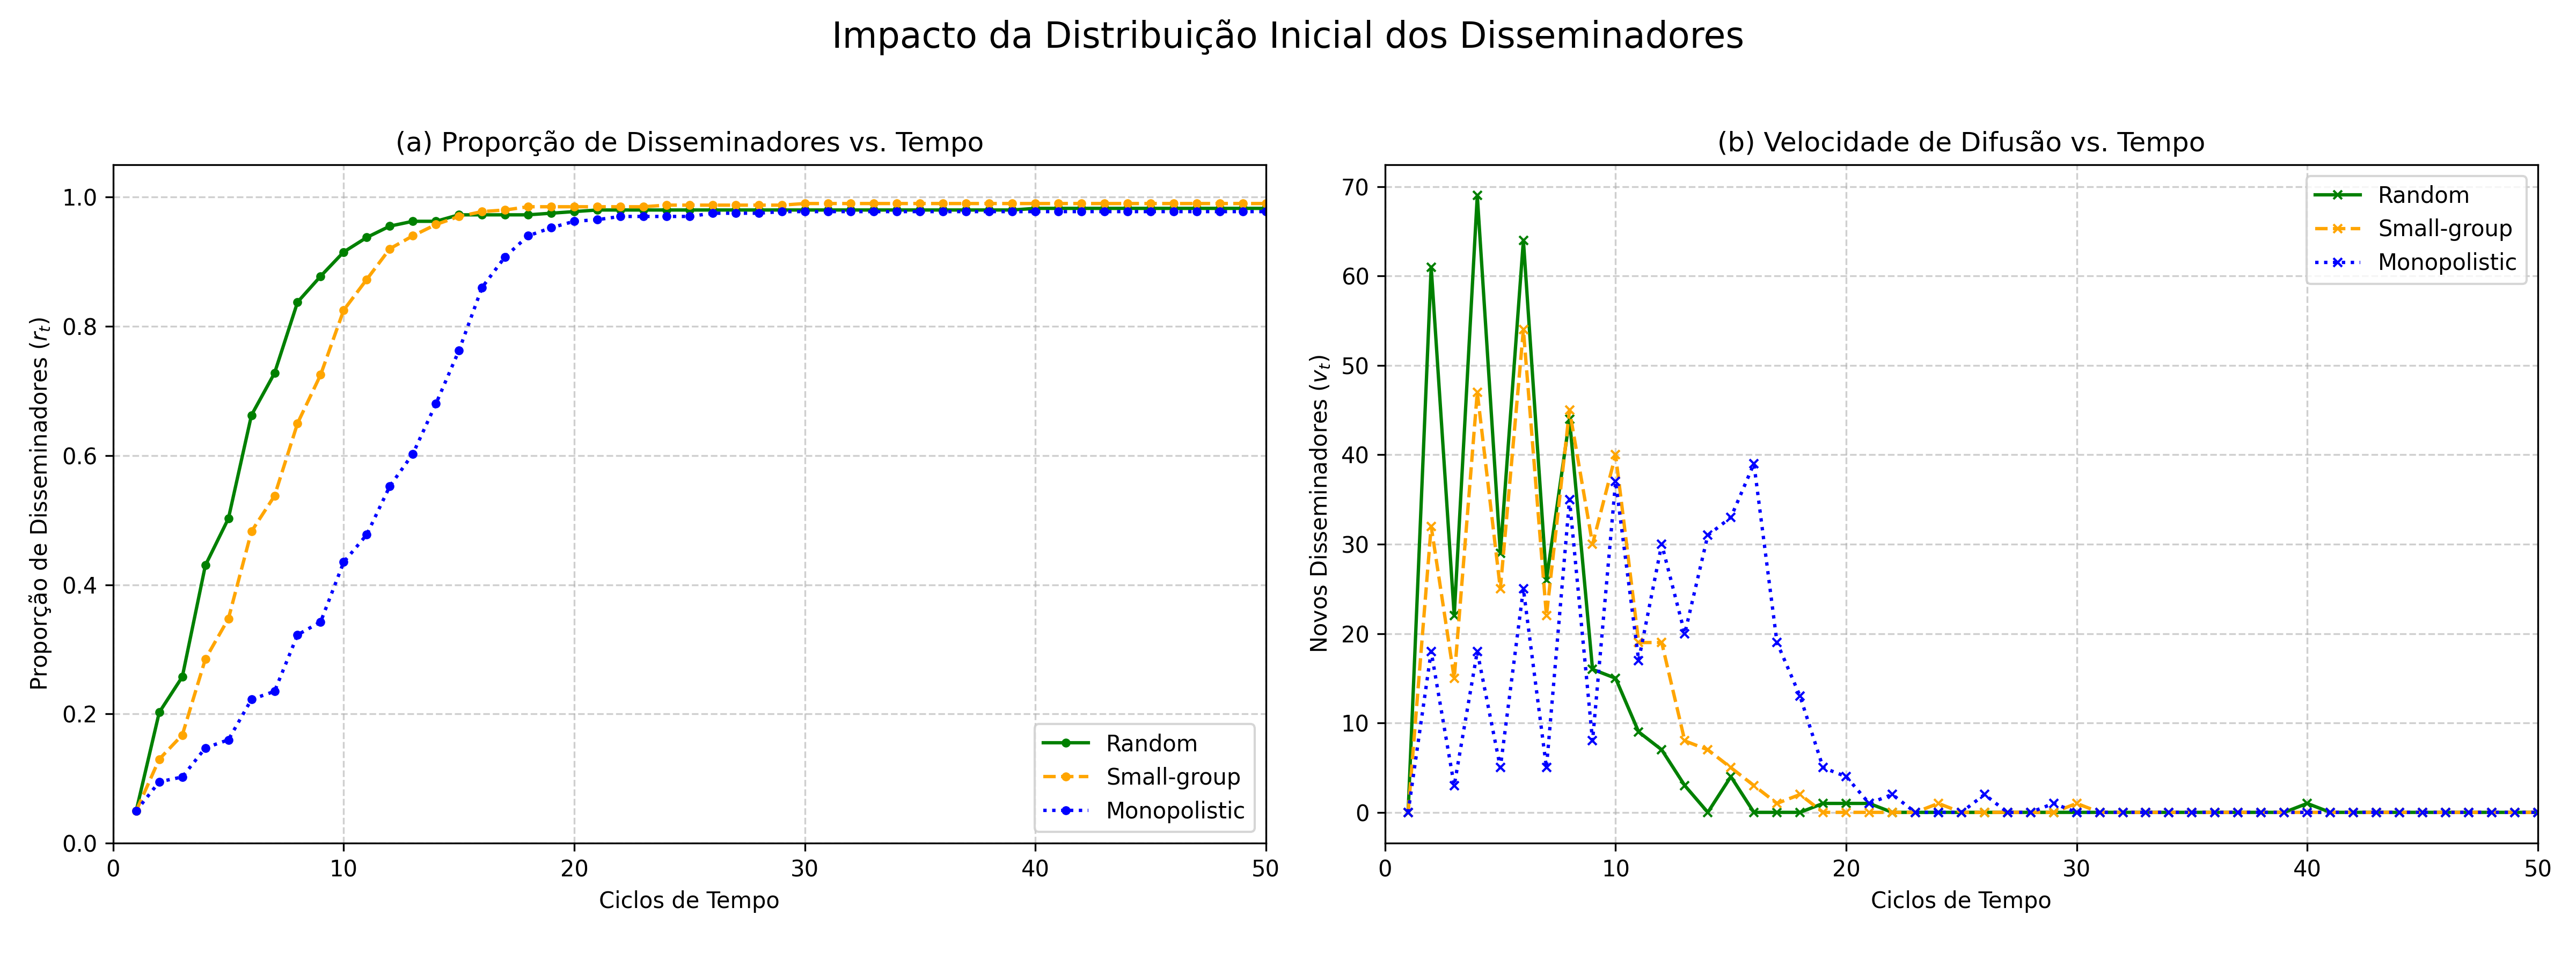 Impacto da Distribuição Inicial dos Disseminadores
(a) Proporção de Disseminadores vs. Tempo
Proporção de Disseminadores (r_t)
1.0
0.8
0.6
0.4
0.2
0.0
0
10
20
30
40
50
Ciclos de Tempo
Random
Small-group
Monopolistic
(b) Velocidade de Difusão vs. Tempo
Novos Disseminadores (v_t)
70
60
50
40
30
20
10
0
0
10
20
30
40
50
Ciclos de Tempo
Random
Small-group
Monopolistic